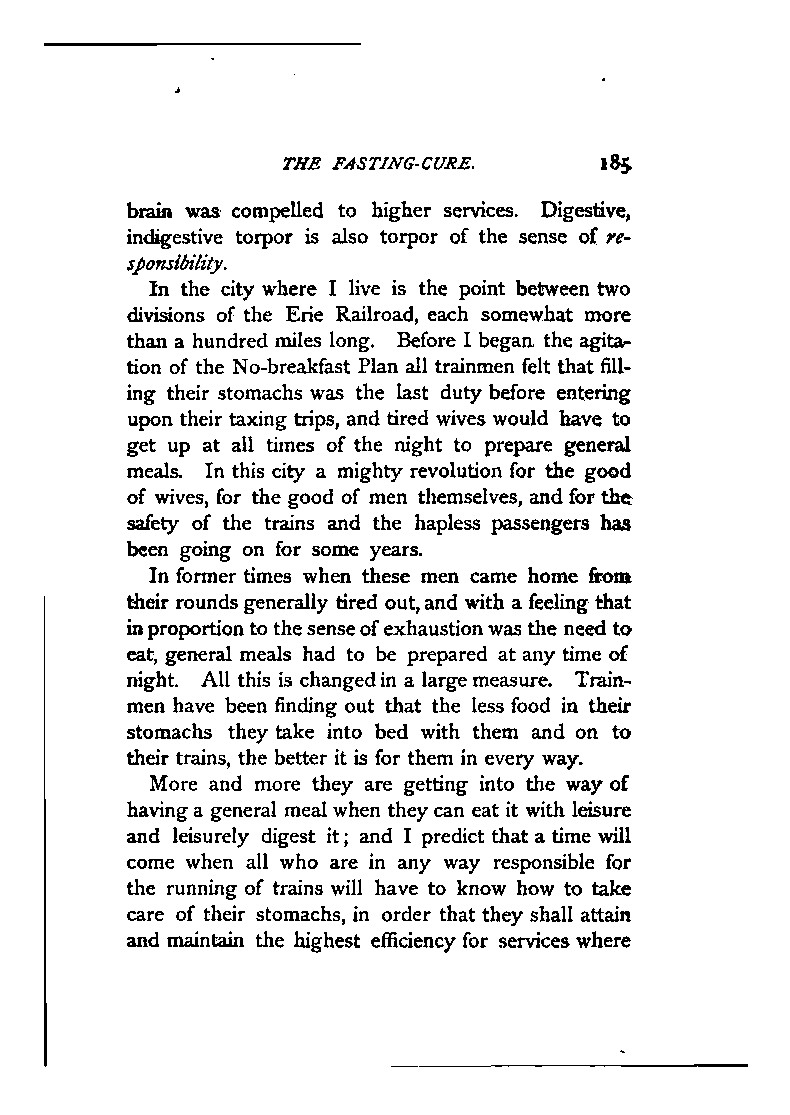 THE FASTING-CURE. 185
brain was compelled to higher services. Digestive,
indigestive torpor is also torpor of the sense of re-
sponsibility.
In the city where I live is the point between two
divisions of the Erie Railroad, each somewhat more
than a hundred miles long. Before I began the agita-
tion of the No-breakfast Plan all trainmen felt that fill-
ing their stomachs was the last duty before entering
upon their taxing trips, and tired wives would have to
get up at all times of the night to prepare general
meals. In this city a mighty revolution for the good
of wives, for the good of men themselves, and for the
safety of the trains and the hapless passengers has
been going on for some years.
In former times when these men came home from
their rounds generally tired out, and with a feeling that
in proportion to the sense of exhaustion was the need to
eat, general meals had to be prepared at any time of
night. All this is changed in a large measure. Train-
men have been finding out that the less food in their
stomachs they take into bed with them and on to
their trains, the better it is for them in every way.
More and more they are getting into the way of
having a general meal when they can eat it with leisure
and leisurely digest it; and I predict that a time will
come when all who are in any way responsible for
the running of trains will have to know how to take
care of their stomachs, in order that they shall attain
and maintain the highest efficiency for services where